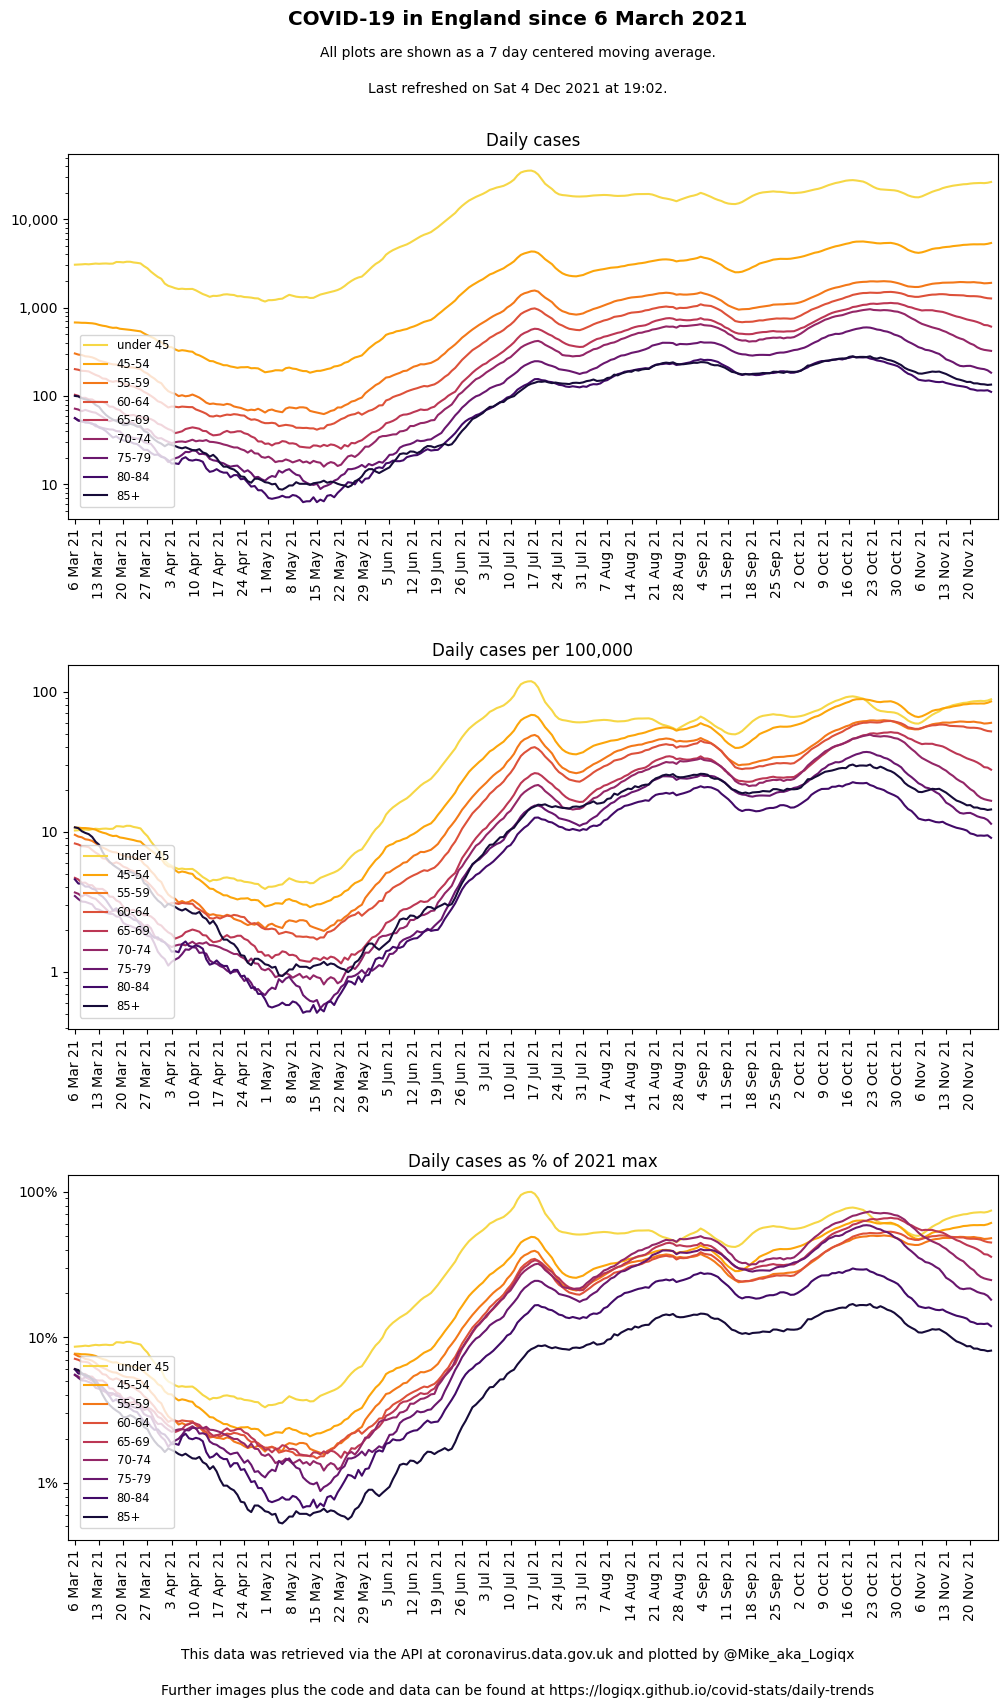 COVID-19 in England since 6 March 2021
All plots are shown as a 7 day centered moving average.
Last refreshed on Sat 4 Dec 2021 at 19:02.
Daily cases
10,000
1,000
100
10
under 45
45-54
55-59
60-64
65-69
70-74
75-79
80-84
85+
6 Mar 21
13 Mar 21
20 Mar 21
27 Mar 21
3 Apr 21
10 Apr 21
17 Apr 21
24 Apr 21
1 May 21
8 May 21
15 May 21
22 May 21
29 May 21
5 Jun 21
12 Jun 21
19 Jun 21
26 Jun 21
3 Jul 21
10 Jul 21
17 Jul 21
24 Jul 21
31 Jul 21
7 Aug 21
14 Aug 21
21 Aug 21
28 Aug 21
4 Sep 21
11 Sep 21
18 Sep 21
25 Sep 21
2 Oct 21
9 Oct 21
16 Oct 21
23 Oct 21
30 Oct 21
6 Nov 21
13 Nov 21
20 Nov 21
Daily cases per 100,000
100
10
1
under 45
45-54
55-59
60-64
65-69
70-74
75-79
80-84
85+
6 Mar 21
13 Mar 21
20 Mar 21
27 Mar 21
3 Apr 21
10 Apr 21
17 Apr 21
24 Apr 21
1 May 21
8 May 21
15 May 21
22 May 21
29 May 21
5 Jun 21
12 Jun 21
19 Jun 21
26 Jun 21
3 Jul 21
10 Jul 21
17 Jul 21
24 Jul 21
31 Jul 21
7 Aug 21
14 Aug 21
21 Aug 21
28 Aug 21
4 Sep 21
11 Sep 21
18 Sep 21
25 Sep 21
2 Oct 21
9 Oct 21
16 Oct 21
23 Oct 21
30 Oct 21
6 Nov 21
13 Nov 21
20 Nov 21
Daily cases as % of 2021 max
100%
10%
1%
under 45
45-54
55-59
60-64
65-69
70-74
75-79
80-84
85+
6 Mar 21
13 Mar 21
20 Mar 21
27 Mar 21
3 Apr 21
10 Apr 21
17 Apr 21
24 Apr 21
1 May 21
8 May 21
15 May 21
22 May 21
29 May 21
5 Jun 21
12 Jun 21
19 Jun 21
26 Jun 21
3 Jul 21
10 Jul 21
17 Jul 21
24 Jul 21
31 Jul 21
7 Aug 21
14 Aug 21
21 Aug 21
28 Aug 21
4 Sep 21
11 Sep 21
18 Sep 21
25 Sep 21
2 Oct 21
9 Oct 21
16 Oct 21
23 Oct 21
30 Oct 21
6 Nov 21
13 Nov 21
20 Nov 21
This data was retrieved via the API at coronavirus.data.gov.uk and plotted by @Mike_aka_Logiqx
Further images plus the code and data can be found at https://logiqx.github.io/covid-stats/daily-trends